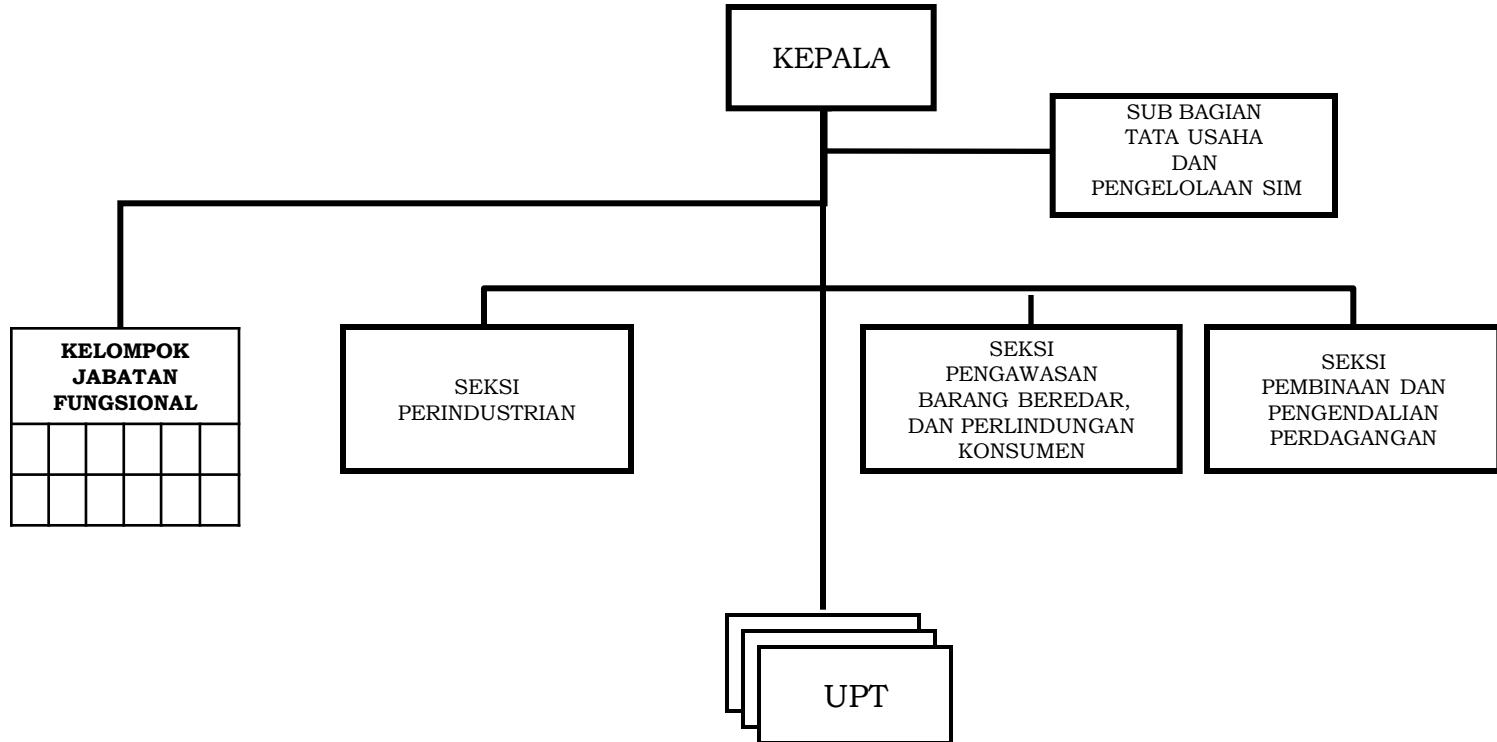 KEPALA
SUB BAGIAN
TATA USAHA
DAN
PENGELOLAAN SIM
KELOMPOK
JABATAN
FUNGSIONAL
SEKSI
PERINDUSTRIAN
SEKSI
PENGAWASAN
BARANG BEREDAR,
DAN PERLINDUNGAN
KONSUMEN
SEKSI
PEMBINAAN DAN
PENGENDALIAN
PERDAGANGAN
UPT